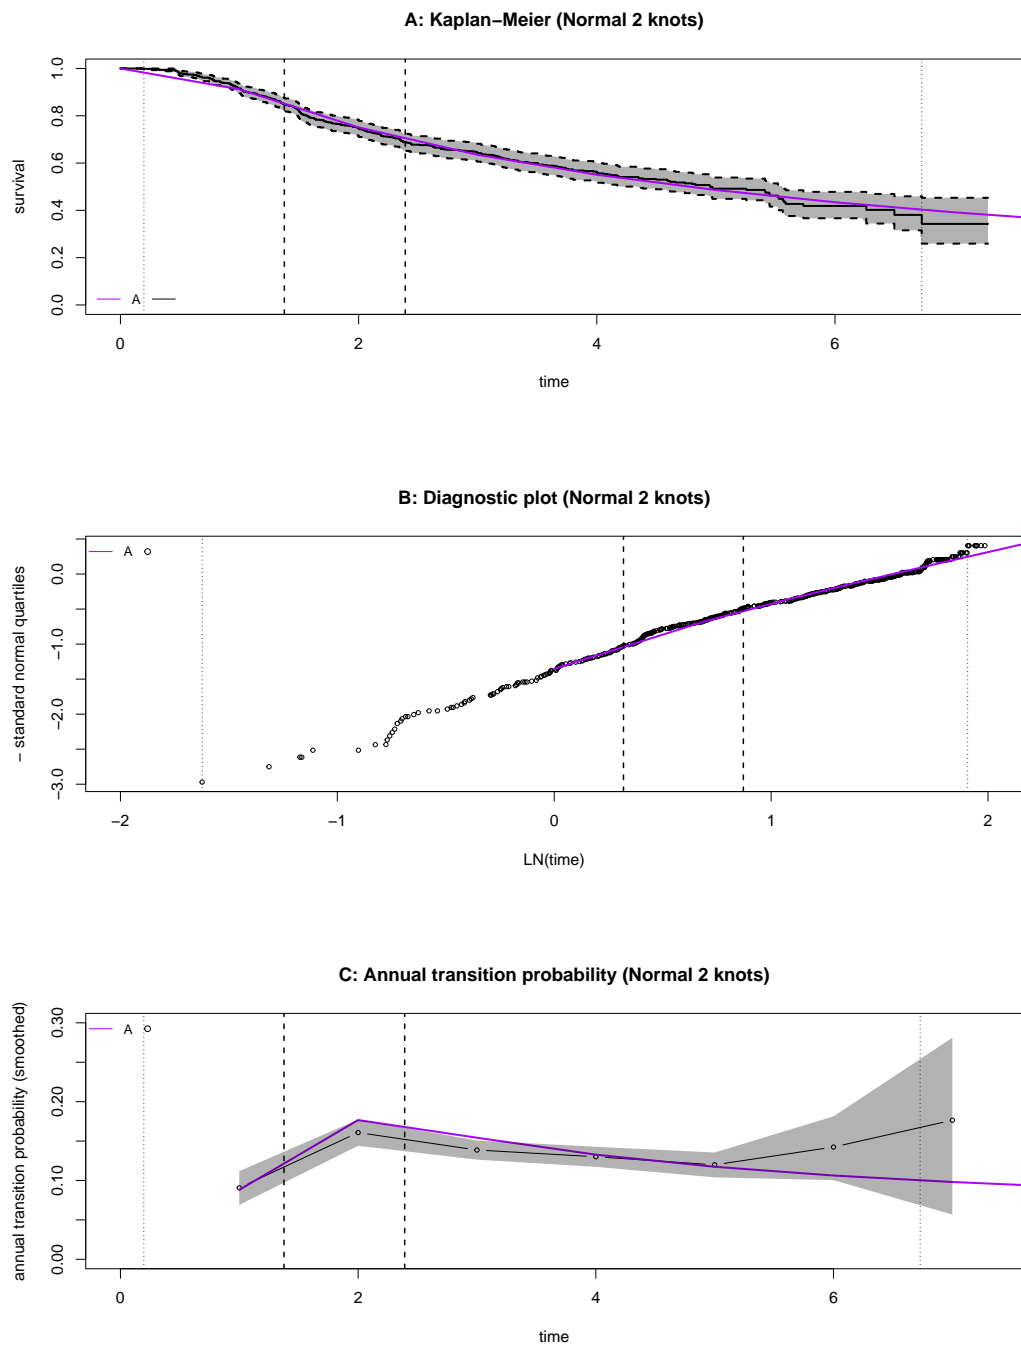 A: Kaplan−Meier (Normal 2 knots)
survival
1.0
0.8
0.6
0.4
0.2
0.0
A
0 2 4 6
time
B: Diagnostic plot (Normal 2 knots)
− standard normal quartiles
A
0.0
−1.0
−2.0
−3.0
−2 −1 0 1 2
LN(time)
C: Annual transition probability (Normal 2 knots)
annual transition probability (smoothed)
A
0.30
0.20
0.10
0.00
0 2 4 6
time